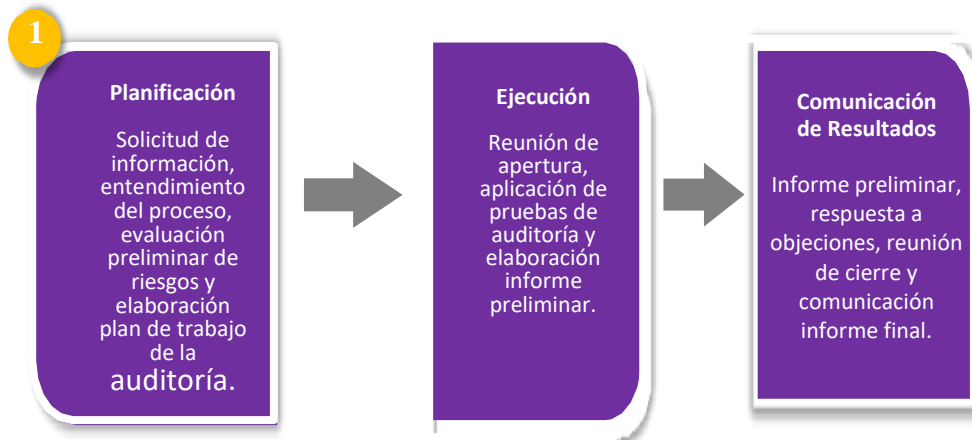 1
Planificación
Solicitud de
información,
entendimiento
del proceso,
evaluación
preliminar de
riesgos y
elaboración
plan de trabajo
de la
auditoría.
Ejecución
Reunión de
apertura,
aplicación de
pruebas de
auditoría y
elaboración
informe
preliminar.
Comunicación
de Resultados
Informe preliminar,
respuesta a
objeciones, reunión
de cierre y
comunicación
informe final.